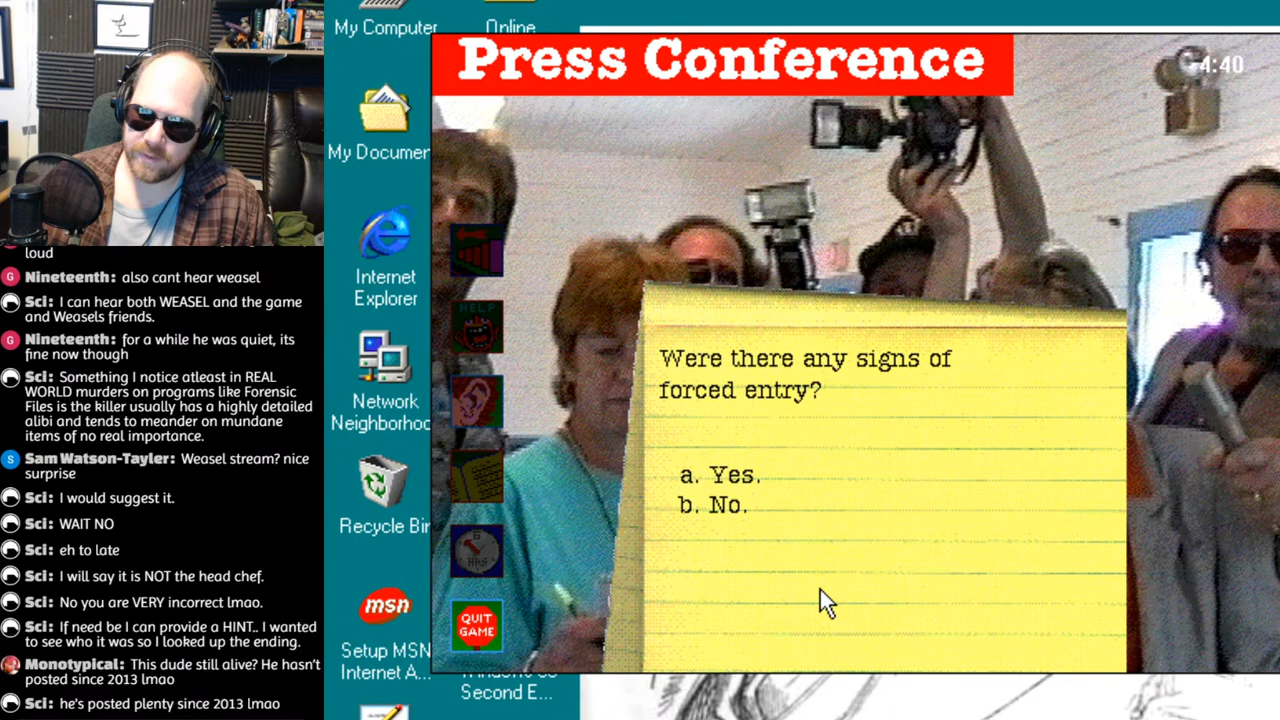 loud
Nineteenth: also cant hear weasel
Sci: I can hear both WEASEL and the game
and Weasels friends.
Nineteenth: for a while he was quiet, its
fine now though
Sci: Something I notice atleast in REAL
WORLD murders on programs like Forensic
Files is the killer usually has a highly detailed
alibi and tends to meander on mundane
items of no real importance.
Sam Watson-Tayler: Weasel stream? nice
surprise
Sci: I would suggest it.
Sci: WAIT NO
Sci: eh to late
Sci: I will say it is NOT the head chef.
Sci: No you are VERY incorrect lmao.
Sci: If need be I can provide a HINT.. I wanted
to see who it was so I looked up the ending.
Monotypical: This dude still alive? He hasn't
posted since 2013 lmao
Sci: he's posted plenty since 2013 lmao
My Computer
Online
My Documen
Internet
Explorer
Network
Neighborhoo
Recycle Bin
msn
Setup MSN
Internet A...
Second E...
Press Conference
4:40
HELP
6
HRS
QUIT
GAME
Were there any signs of
forced entry?
a. Yes.
b. No.